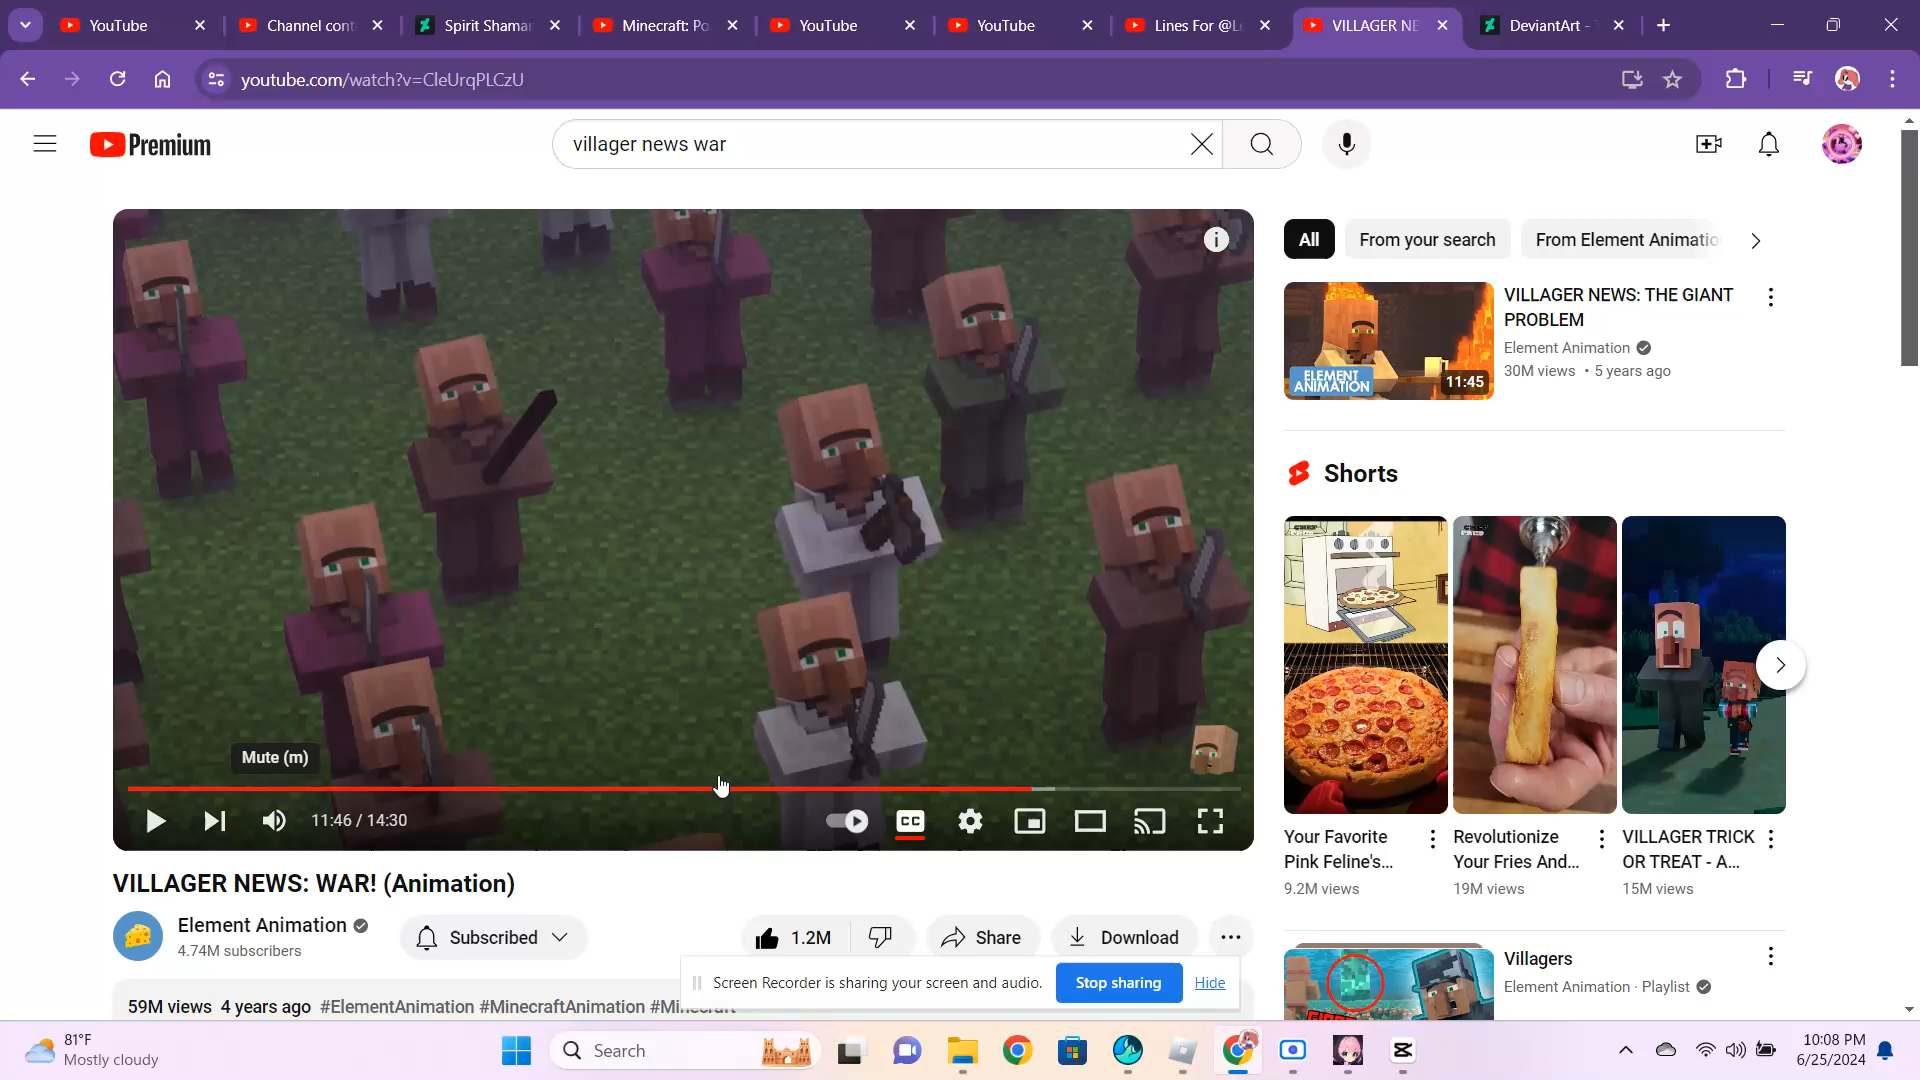 YouTube
Channel cont
Spirit Shama
Minecraft: Po
YouTube
YouTube
Lines For @L
VILLAGER NE
DeviantArt -
youtube.com/watch?v=CleUrqPLCzU
Premium
villager news war
All
From your search
From Element Animatio
VILLAGER NEWS: THE GIANT
PROBLEM
Element Animation
30M views • 5 years ago
ELEMENT
ANIMATION
11:45
Shorts
Mute (m)
11:46 / 14:30
CC
Your Favorite
Pink Feline's...
9.2M views
Revolutionize
Your Fries And...
19M views
VILLAGER TRICK
OR TREAT - A...
15M views
VILLAGER NEWS: WAR! (Animation)
Element Animation
4.74M subscribers
Subscribed
1.2M
Share
Download
Screen Recorder is sharing your screen and audio.
Stop sharing
Hide
59M views 4 years ago #ElementAnimation #MinecraftAnimation #Minecraft
Villagers
Element Animation · Playlist
81°F
Mostly cloudy
Search
10:08 PM
6/25/2024